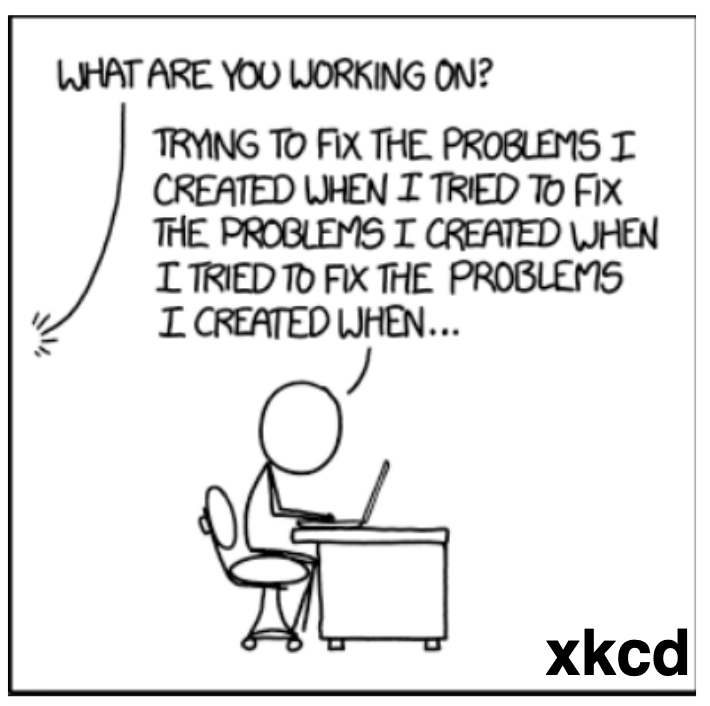 WHAT ARE YOU WORKING ON?
TRYING TO FIX THE PROBLEMS I
CREATED WHEN I TRIED TO FIX
THE PROBLEMS I CREATED WHEN
I TRIED TO FIX THE PROBLEMS
I CREATED WHEN...
xkcd